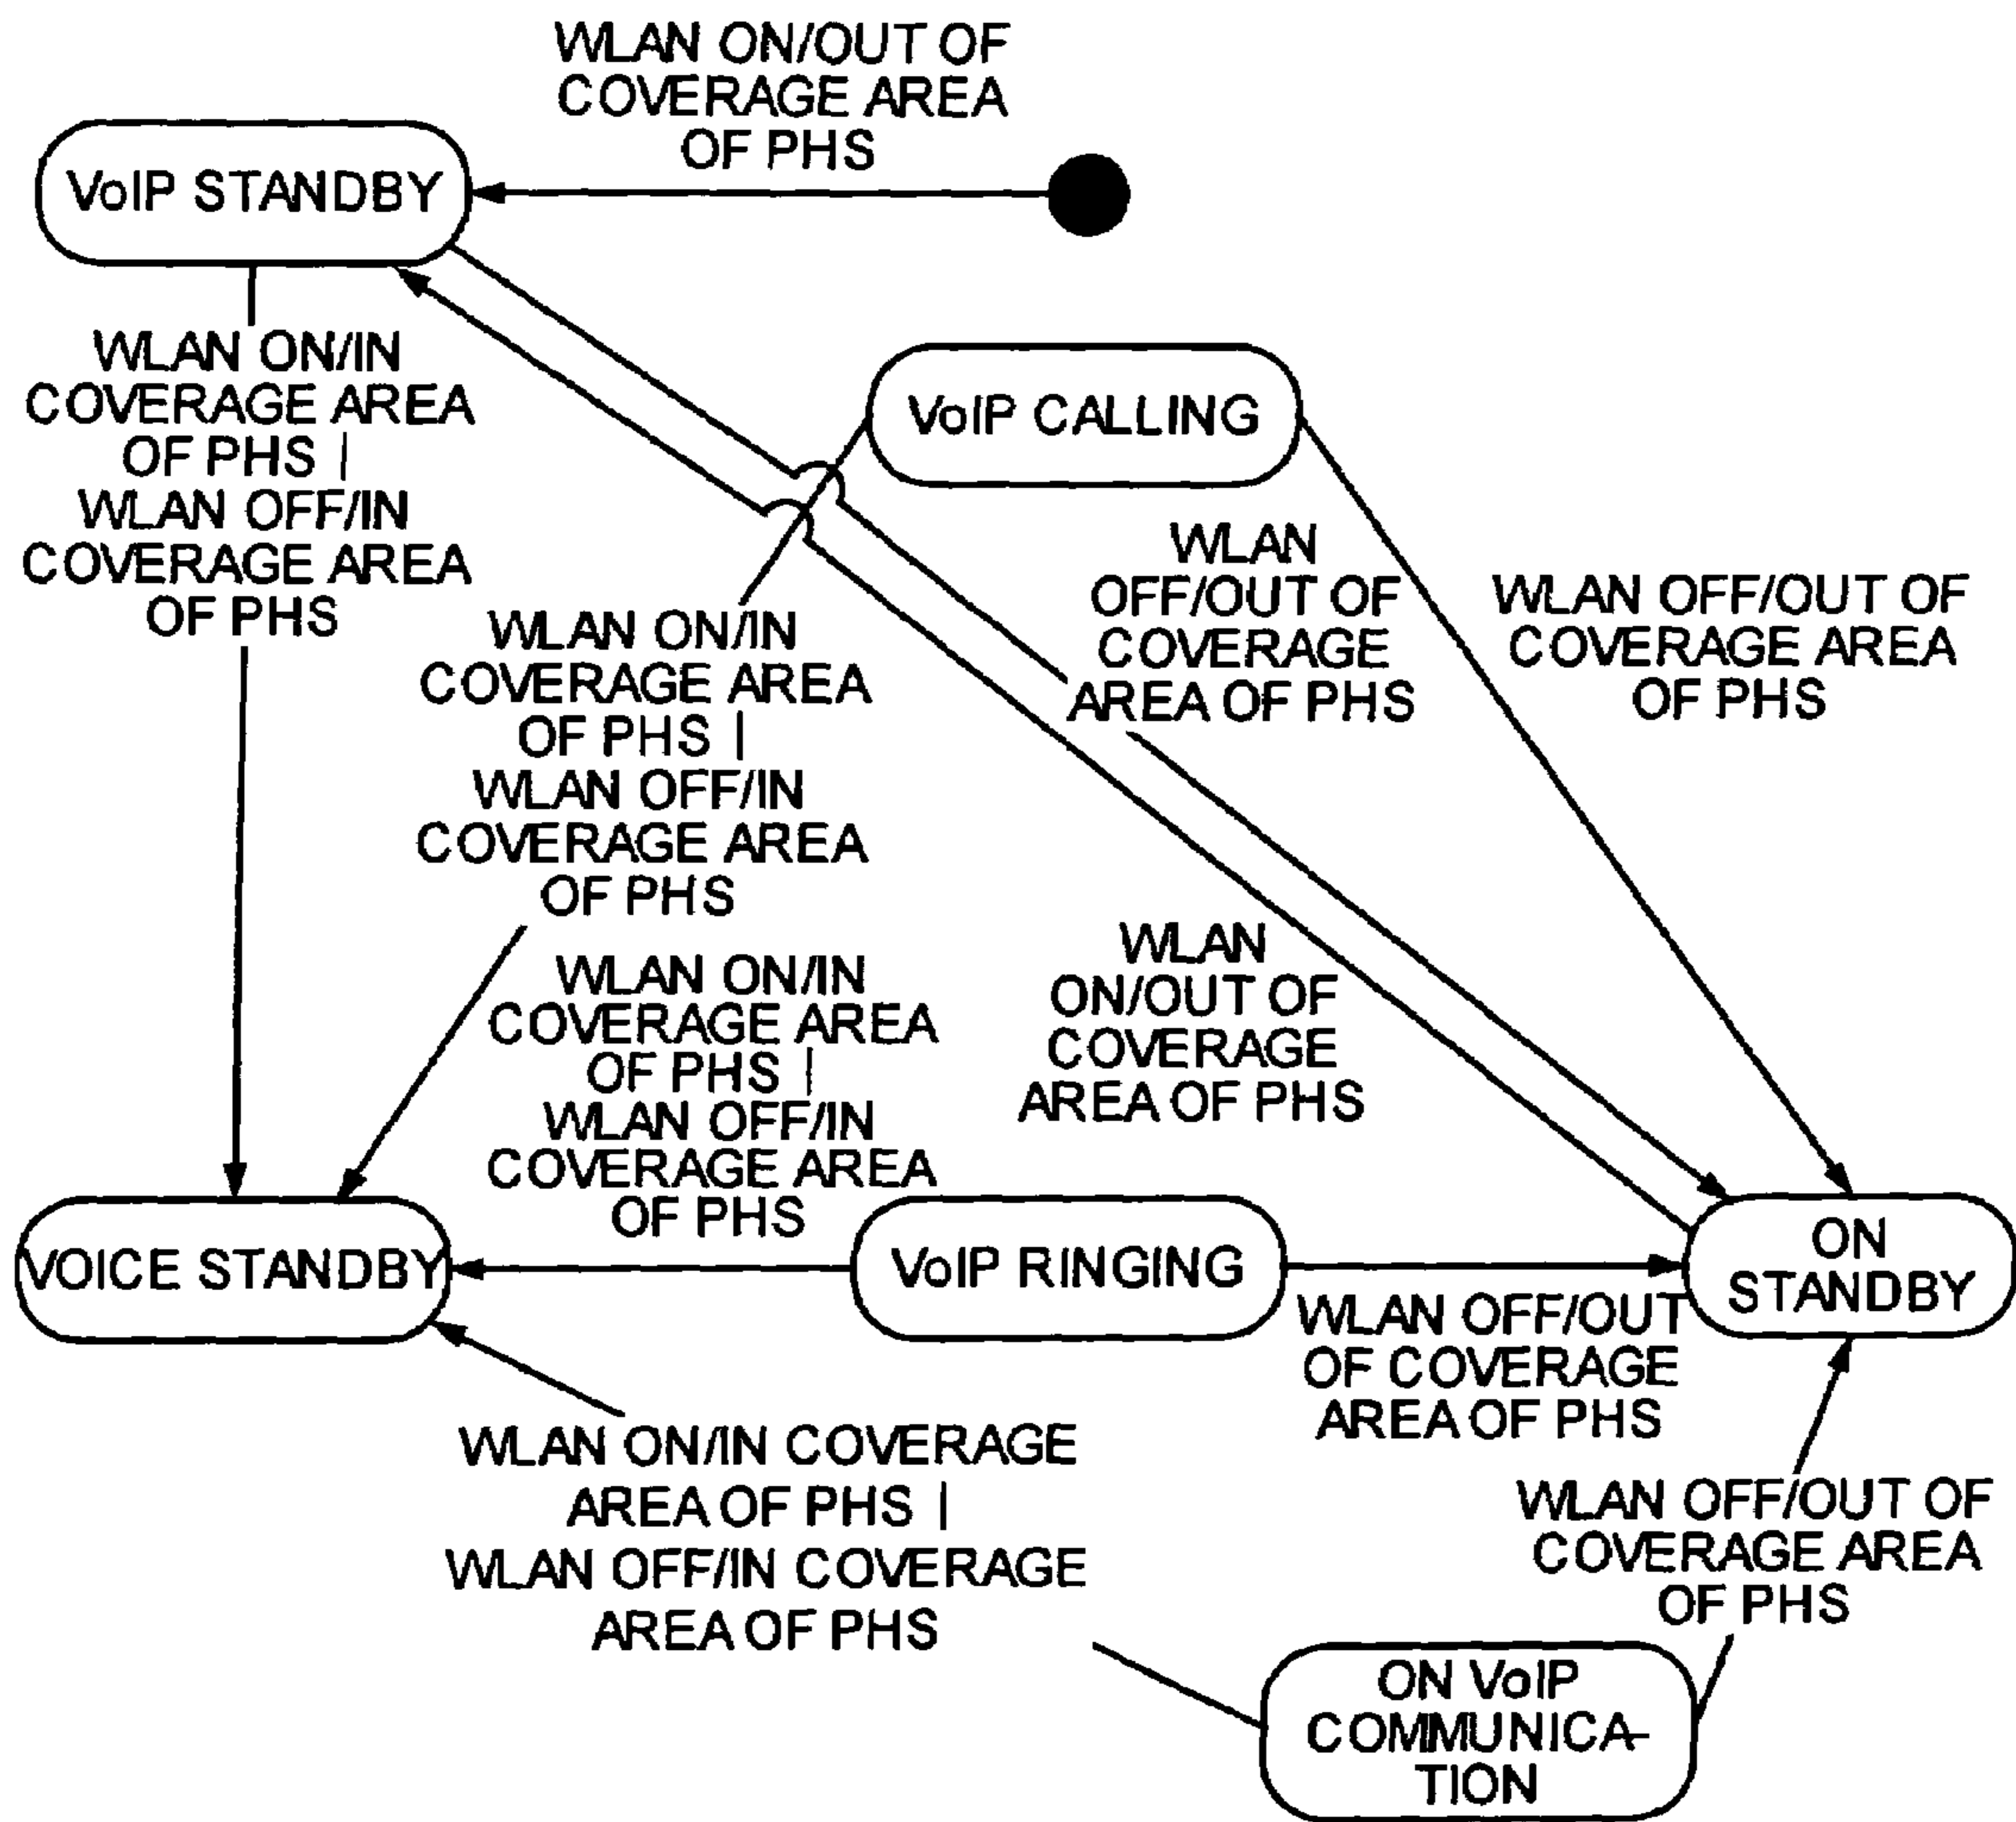 WLAN ON/OUT OF
COVERAGE AREA
OF PHS
VoIP STANDBY
WLAN ON/IN
COVERAGE AREA
OF PHS |
WLAN OFF/IN
COVERAGE AREA
OF PHS
VoIP CALLING
WLAN
OFF/OUT OF
COVERAGE
AREA OF PHS
WLAN OFF/OUT OF
COVERAGE AREA
OF PHS
WLAN ON/IN
COVERAGE AREA
OF PHS |
WLAN OFF/IN
COVERAGE AREA
OF PHS
WLAN
ON/OUT OF
COVERAGE
AREA OF PHS
WLAN ON/IN
COVERAGE AREA
OF PHS |
WLAN OFF/IN
COVERAGE AREA
OF PHS
VOICE STANDBY
VoIP RINGING
ON
STANDBY
WLAN OFF/OUT
OF COVERAGE
AREA OF PHS
WLAN ON/IN COVERAGE
AREA OF PHS |
WLAN OFF/IN COVERAGE
AREA OF PHS
WLAN OFF/OUT OF
COVERAGE AREA
OF PHS
ON VoIP
COMMUNICA-
TION